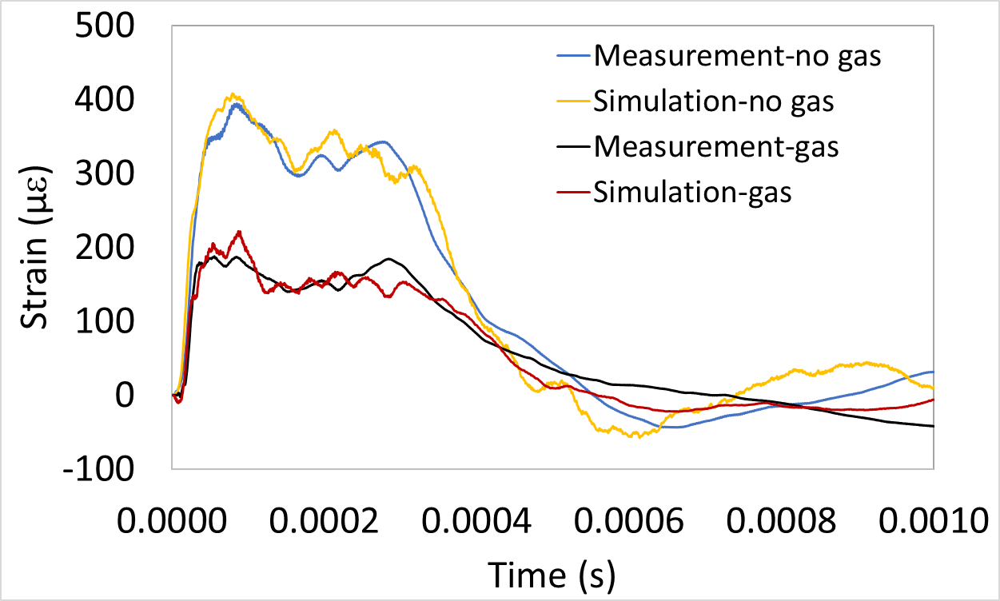 500
400
300
200
100
0
-100
Strain (με)
Measurement-no gas
Simulation-no gas
Measurement-gas
Simulation-gas
0.0000 0.0002 0.0004 0.0006 0.0008 0.0010
Time (s)